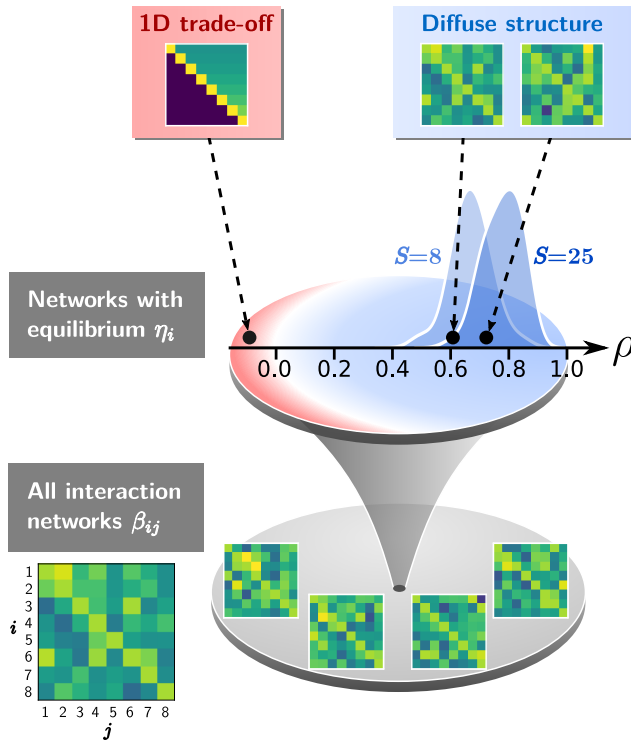 1D trade-off
Diffuse structure
S=8
S=25
Networks with
equilibrium ηi
0.0 0.2 0.4 0.6 0.8 1.0
ρ
All interaction
networks βij
1
2
3
4
5
6
7
8
i
1 2 3 4 5 6 7 8
j